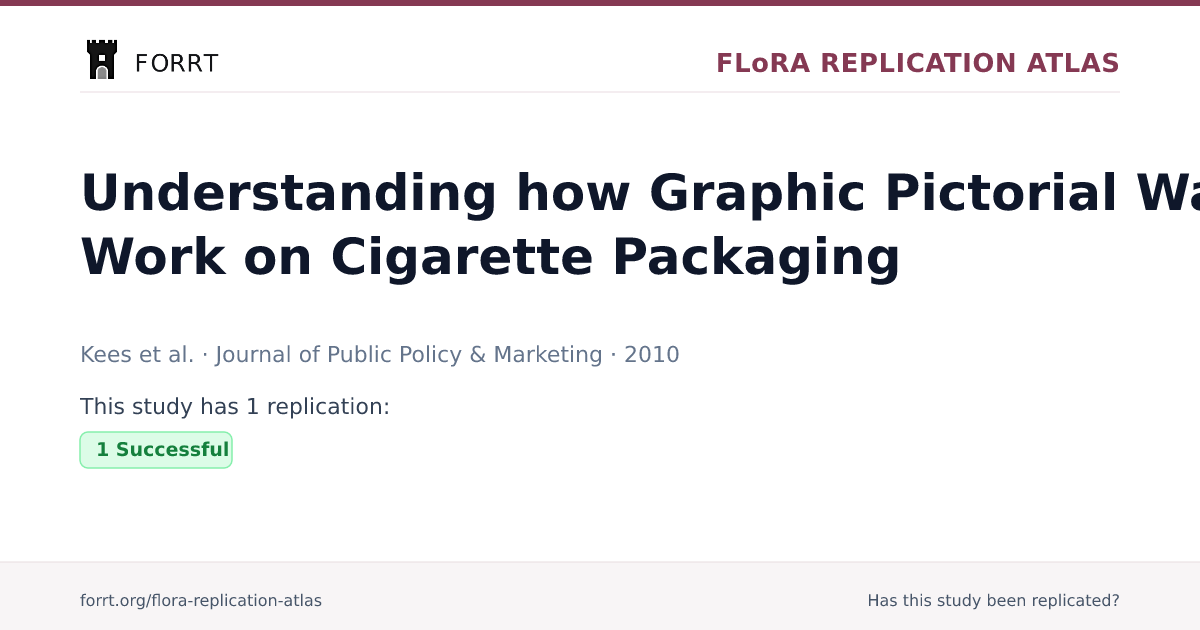 FORRT
FLoRA REPLICATION ATLAS
Understanding how Graphic Pictorial
Work on Cigarette Packaging
Kees et al. · Journal of Public Policy & Marketing · 2010
This study has 1 replication:
1 Successful
forrt.org/flora-replication-atlas
Has this study been replicated?